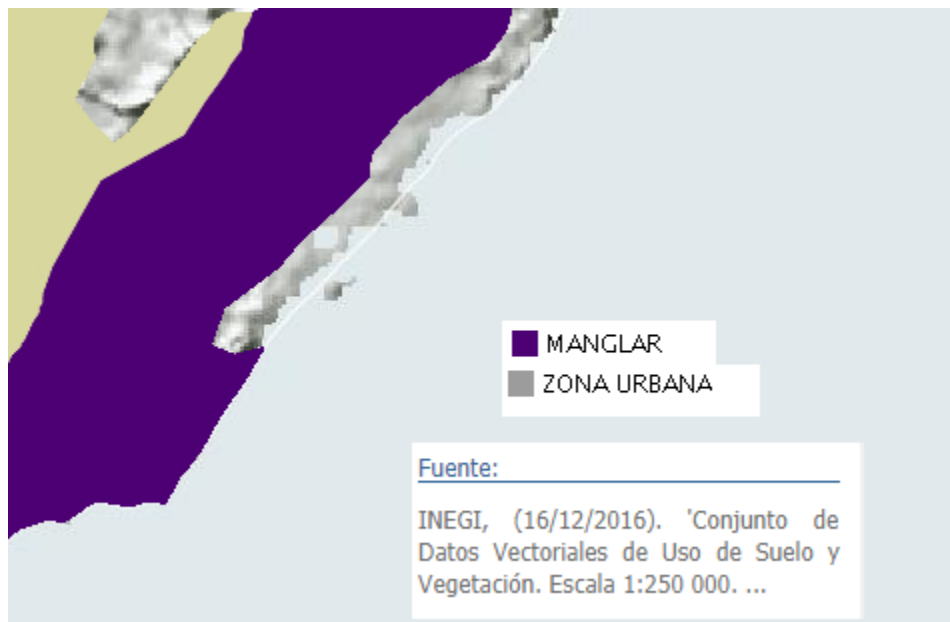 MANGLAR
ZONA URBANA
Fuente:
INEGI, (16/12/2016). 'Conjunto de
Datos Vectoriales de Uso de Suelo y
Vegetación. Escala 1:250 000. ...